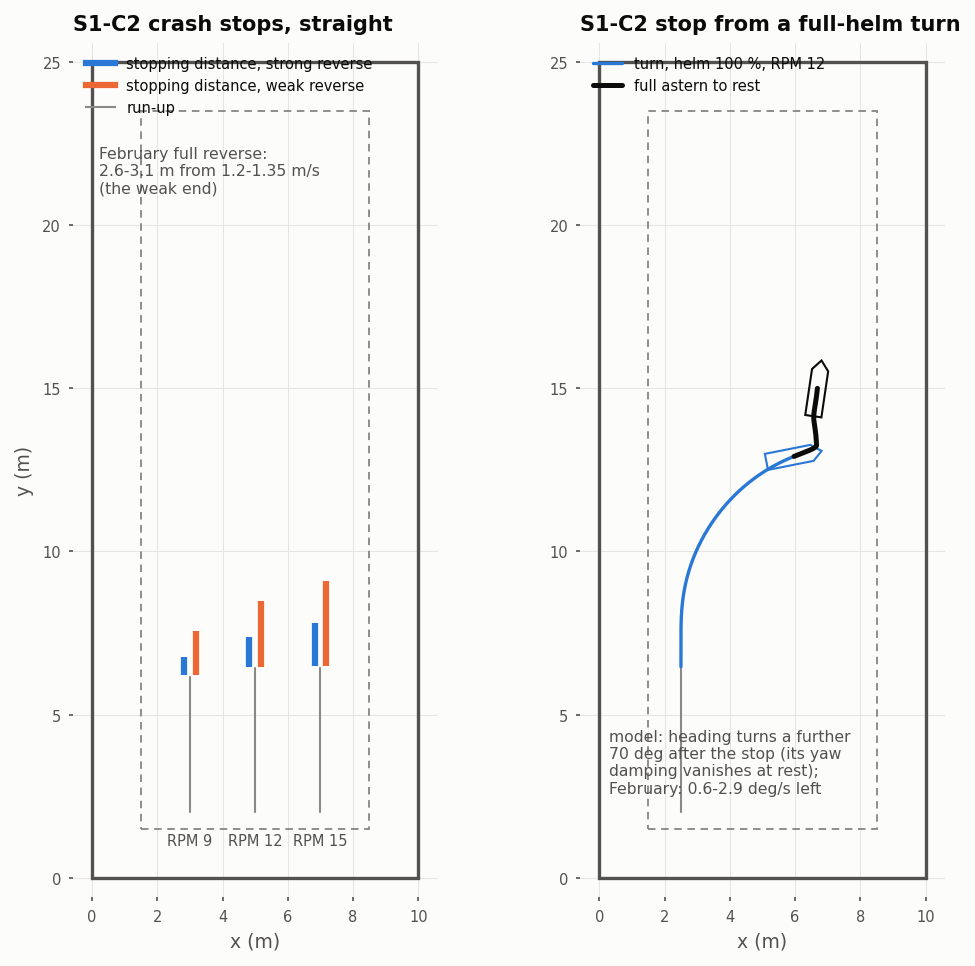 S1-C2 crash stops, straight
S1-C2 stop from a full-helm turn
stopping distance, strong reverse
stopping distance, weak reverse
run-up
February full reverse:
2.6-3.1 m from 1.2-1.35 m/s
(the weak end)
turn, helm 100 %, RPM 12
full astern to rest
model: heading turns a further
70 deg after the stop (its yaw
damping vanishes at rest);
February: 0.6-2.9 deg/s left
RPM 9
RPM 12
RPM 15
25
20
15
10
5
0
y (m)
0
2
4
6
8
10
x (m)
25
20
15
10
5
0
0
2
4
6
8
10
x (m)